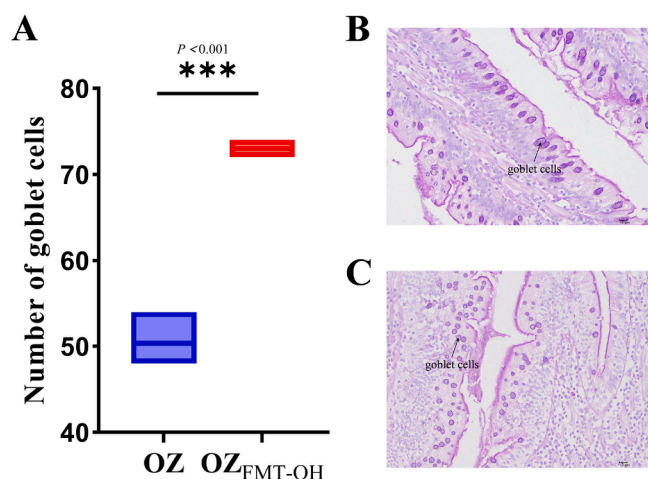 A
P <0.001
***
80
70
60
50
40
Number of goblet cells
OZ OZFMT-OH
B
goblet cells
C
goblet cells